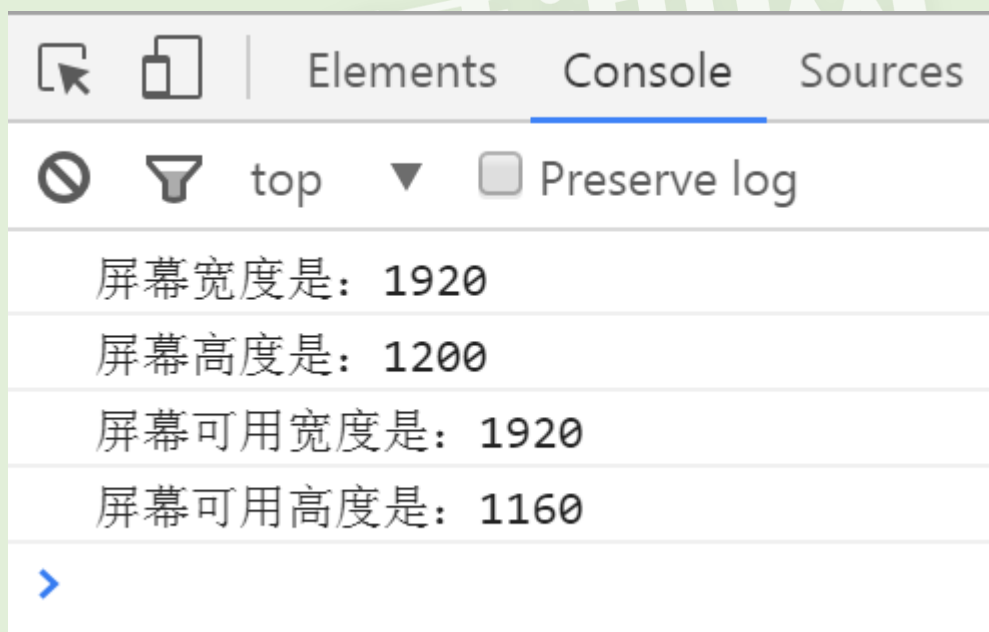 Elements Console Sources
top ▼ Preserve log
屏幕宽度是：1920
屏幕高度是：1200
屏幕可用宽度是：1920
屏幕可用高度是：1160